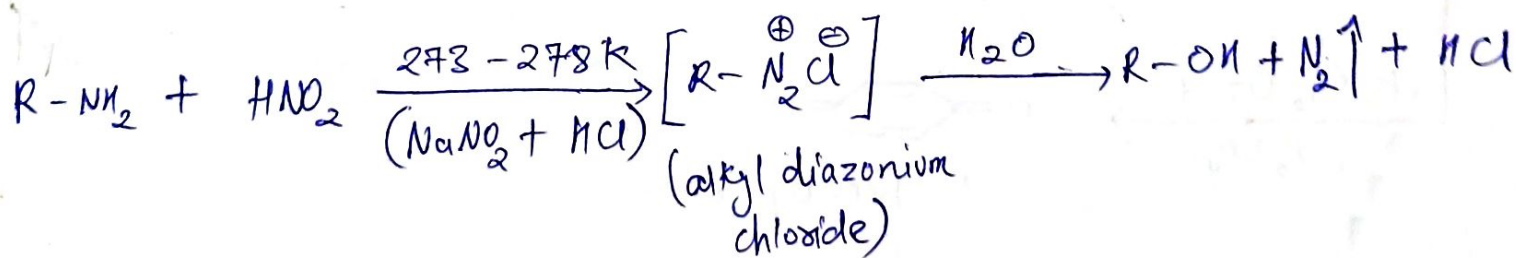 R-NH₂ + HNO₂ 273-278K [R-N₂⊕Cl⊖] H₂O R-OH + N₂↑ + HCl
(NaNO₂ + HCl)
(alkyl diazonium
chloride)